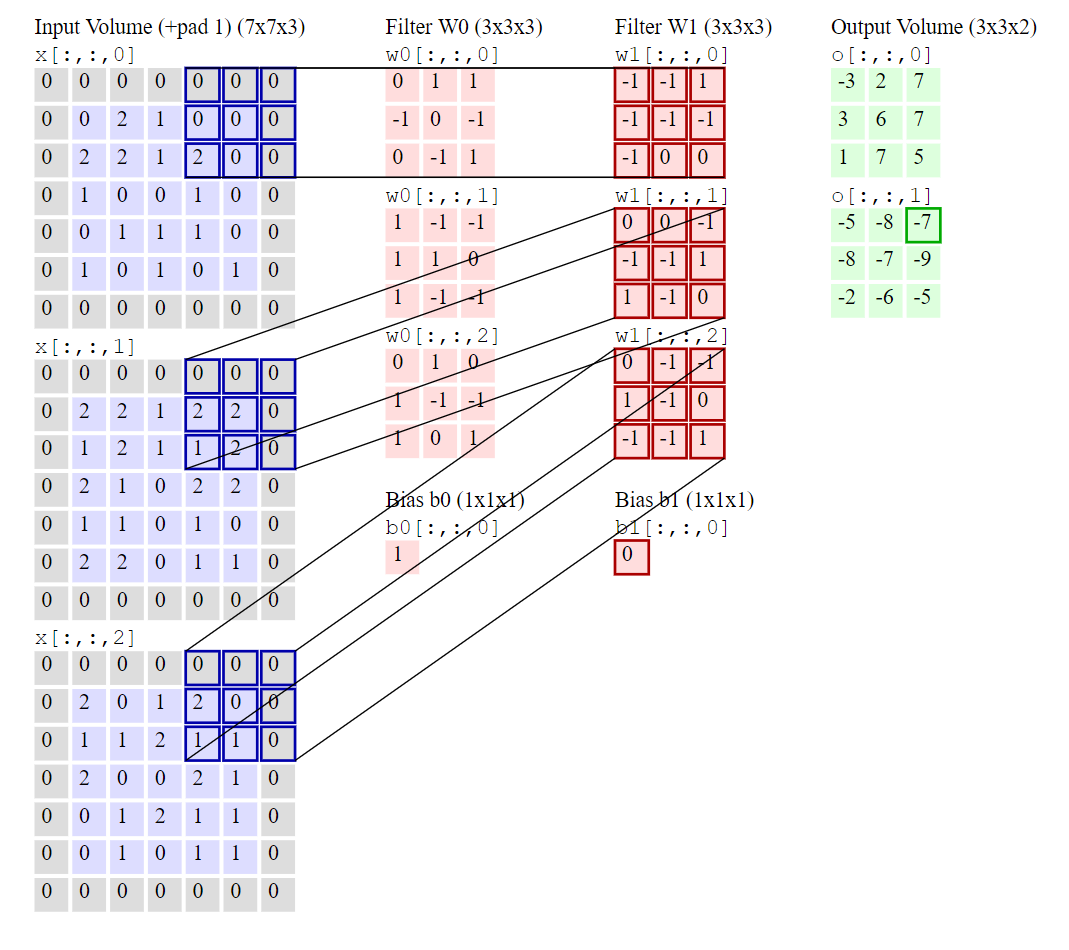 Input Volume (+pad 1) (7x7x3)
x[:,:,0]
0 0 0 0 0 0 0
0 0 2 1 0 0 0
0 2 2 1 2 0 0
0 1 0 0 1 0 0
0 0 1 1 1 0 0
0 1 0 1 0 1 0
0 0 0 0 0 0 0
x[:,:,1]
0 0 0 0 0 0 0
0 2 2 1 2 2 0
0 1 2 1 1 2 0
0 2 1 0 2 2 0
0 1 1 0 1 0 0
0 2 2 0 1 1 0
0 0 0 0 0 0 0
x[:,:,2]
0 0 0 0 0 0 0
0 2 0 1 2 0 0
0 1 1 2 1 1 0
0 2 0 0 2 1 0
0 0 1 2 1 1 0
0 0 1 0 1 1 0
0 0 0 0 0 0 0
Filter W0 (3x3x3)
w0[:,:,0]
0 1 1
-1 0 -1
0 -1 1
w0[:,:,1]
1 -1 -1
1 1 0
1 -1 -1
w0[:,:,2]
0 1 0
1 -1 -1
1 0 1
Bias b0 (1x1x1)
b0[:,:,0]
1
Filter W1 (3x3x3)
w1[:,:,0]
-1 -1 1
-1 -1 -1
-1 0 0
w1[:,:,1]
0 0 -1
-1 -1 1
1 -1 0
w1[:,:,2]
0 -1 -1
1 -1 0
-1 -1 1
Bias b1 (1x1x1)
b1[:,:,0]
0
Output Volume (3x3x2)
o[:,:,0]
-3 2 7
3 6 7
1 7 5
o[:,:,1]
-5 -8 -7
-8 -7 -9
-2 -6 -5